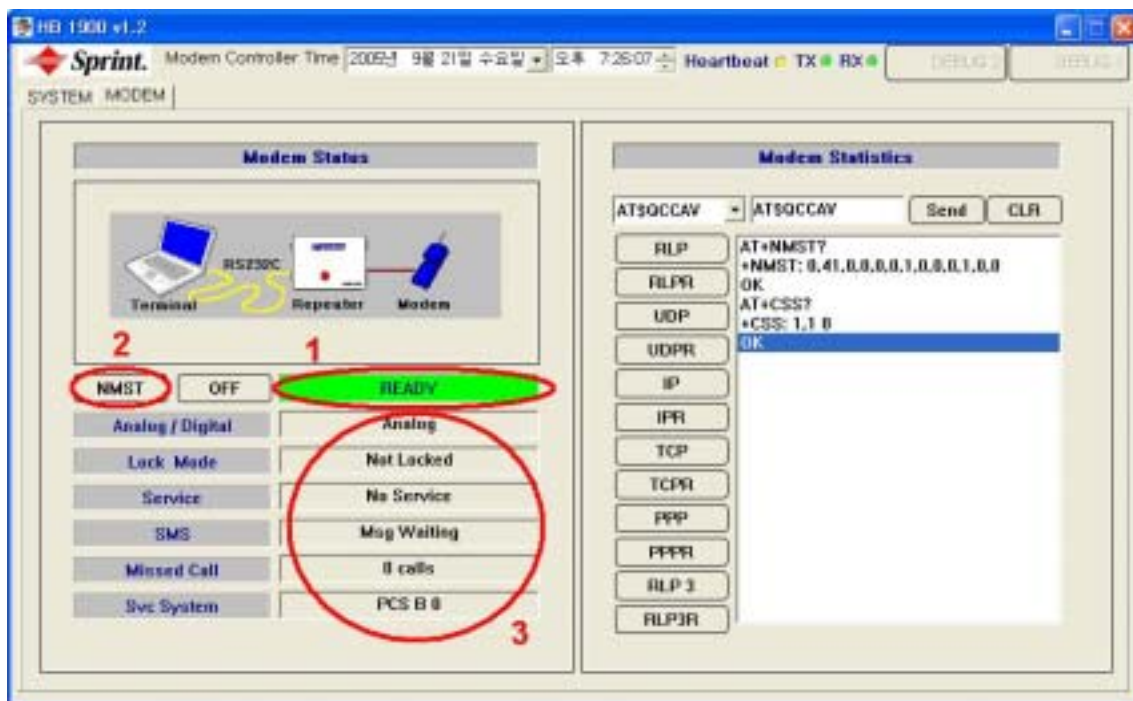 HB 1900 v1.2
Sprint. Modem Controller Time 2005년 9월 21일 수요일 오후 7:26:07 Heartbeat TX RX DEBUG 2
SYSTEM MODEM
Modem Status
RS232C
Terminal Repeater Modem
2 1
NMST OFF READY
Analog / Digital Analog
Lock Mode Not Locked
Service No Service
SMS Msg Waiting
Missed Call 0 calls
Svc System PCS B 0
3
Modem Statistics
AT$QCCAV AT$QCCAV Send CLR
RLP
RLPR
UDP
UDPR
IP
IPR
TCP
TCPR
PPP
PPPR
RLP 3
RLP3R
AT+NMST?
+NMST: 0,41,0,0,0,0,1,0,0,0,1,0,0
OK
AT+CSS?
+CSS: 1,1 0
OK